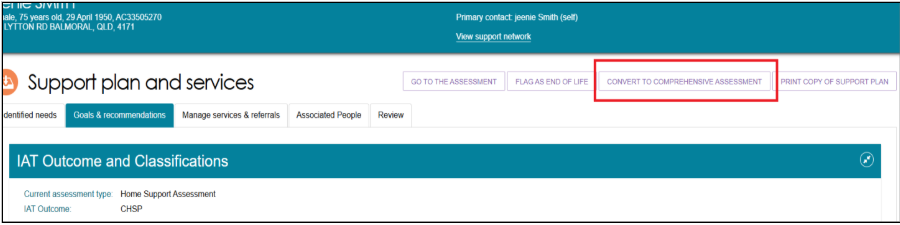 75 years old, 29 April 1950, AC33505270
LYTTON RD BALMORAL, QLD, 4171
Primary contact: jeenie Smith (self)
View support network
Support plan and services
GO TO THE ASSESSMENT
FLAG AS END OF LIFE
CONVERT TO COMPREHENSIVE ASSESSMENT
PRINT COPY OF SUPPORT PLAN
dentified needs
Goals & recommendations
Manage services & referrals
Associated People
Review
IAT Outcome and Classifications
Current assessment type: Home Support Assessment
IAT Outcome: CHSP